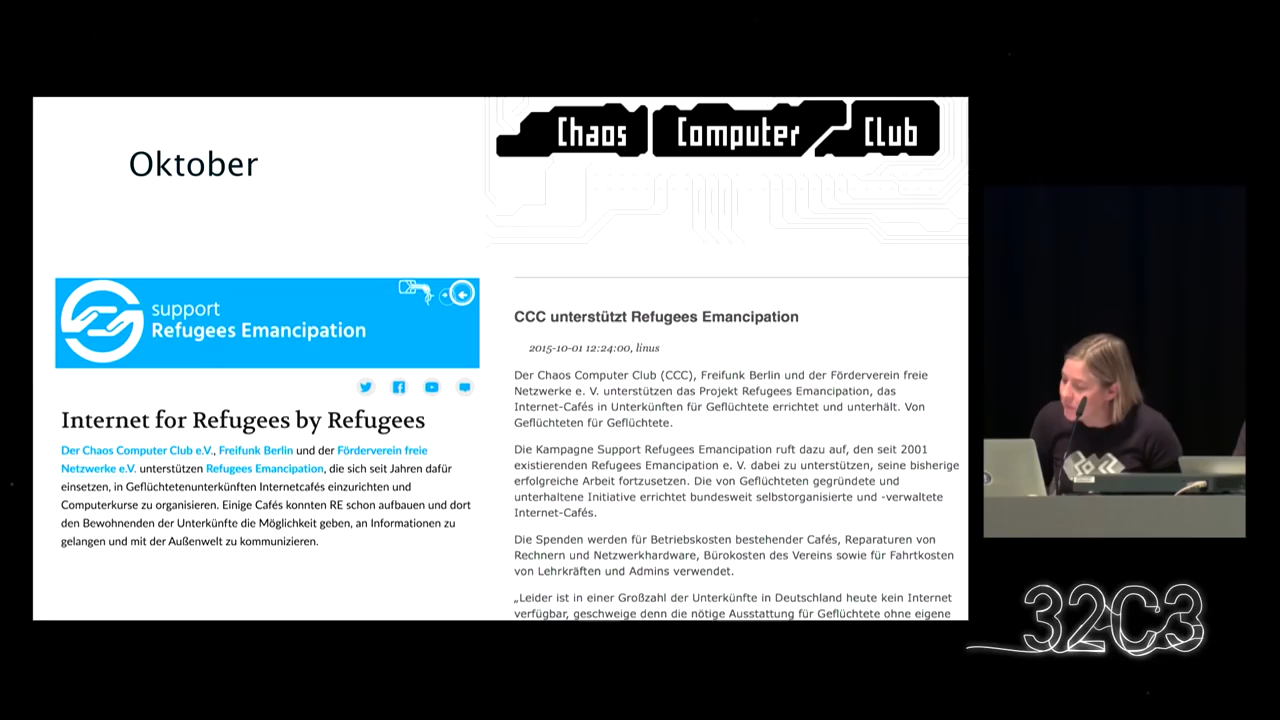 Oktober
Chaos Computer Club
support
Refugees Emancipation
Internet for Refugees by Refugees
Der Chaos Computer Club e.V., Freifunk Berlin und der Förderverein freie
Netzwerke e.V. unterstützen Refugees Emancipation, die sich seit Jahren dafür
einsetzen, in Geflüchtetenunterkünften Internetcafés einzurichten und
Computerkurse zu organisieren. Einige Cafés konnten RE schon aufbauen und dort
den Bewohnenden der Unterkünfte die Möglichkeit geben, an Informationen zu
gelangen und mit der Außenwelt zu kommunizieren.
CCC unterstützt Refugees Emancipation
2015-10-01 12:24:00, linus
Der Chaos Computer Club (CCC), Freifunk Berlin und der Förderverein freie
Netzwerke e. V. unterstützen das Projekt Refugees Emancipation, das
Internet-Cafés in Unterkünften für Geflüchtete errichtet und unterhält. Von
Geflüchteten für Geflüchtete.
Die Kampagne Support Refugees Emancipation ruft dazu auf, den seit 2001
existierenden Refugees Emancipation e. V. dabei zu unterstützen, seine bisherige
erfolgreiche Arbeit fortzusetzen. Die von Geflüchteten gegründete und
unterhaltene Initiative errichtet bundesweit selbstorganisierte und -verwaltete
Internet-Cafés.
Die Spenden werden für Betriebskosten bestehender Cafés, Reparaturen von
Rechnern und Netzwerkhardware, Bürokosten des Vereins sowie für Fahrtkosten
von Lehrkräften und Admins verwendet.
„Leider ist in einer Großzahl der Unterkünfte in Deutschland heute kein Internet
verfügbar, geschweige denn die nötige Ausstattung für Geflüchtete ohne eigene
32C3